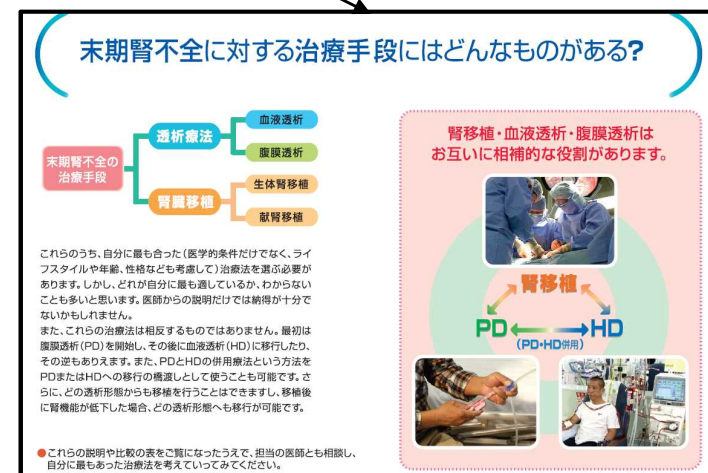 末期腎不全に対する治療手段にはどんなものがある?
末期腎不全の
治療手段
透析療法
血液透析
腹膜透析
腎臓移植
生体腎移植
献腎移植
これらのうち、自分に最も合った(医学的条件だけでなく、ライ
フスタイルや年齢、性格なども考慮して)治療法を選ぶ必要が
あります。しかし、どれが自分に最も適しているか、わからない
ことも多いと思います。医師からの説明だけでは納得が十分で
ないかもしれません。
また、これらの治療法は相反するものではありません。最初は
腹膜透析(PD)を開始し、その後に血液透析(HD)に移行したり、
その逆もありえます。また、PDとHDの併用療法という方法を
PDまたはHDへの移行の橋渡しとして使うことも可能です。さ
らに、どの透析形態からも移植を行うことはできますし、移植後
に腎機能が低下した場合、どの透析形態へも移行が可能です。
●これらの説明や比較の表をご覧になったうえで、担当の医師とも相談し、
自分に最もあった治療法を考えていってみてください。
腎移植・血液透析・腹膜透析は
お互いに相補的な役割があります。
腎移植
PD HD
(PD・HD併用)